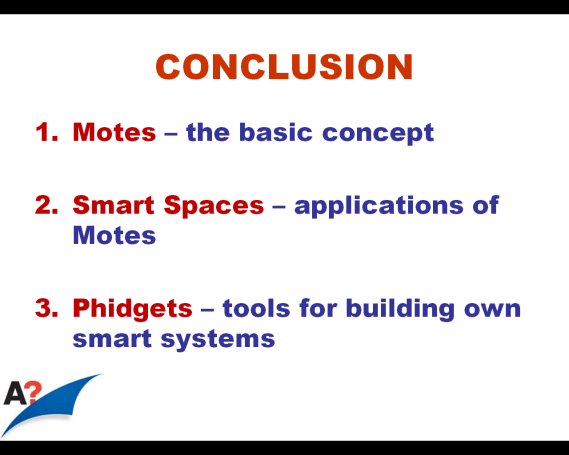 CONCLUSION
1. Motes – the basic concept
2. Smart Spaces – applications of
Motes
3. Phidgets – tools for building own
smart systems
A?